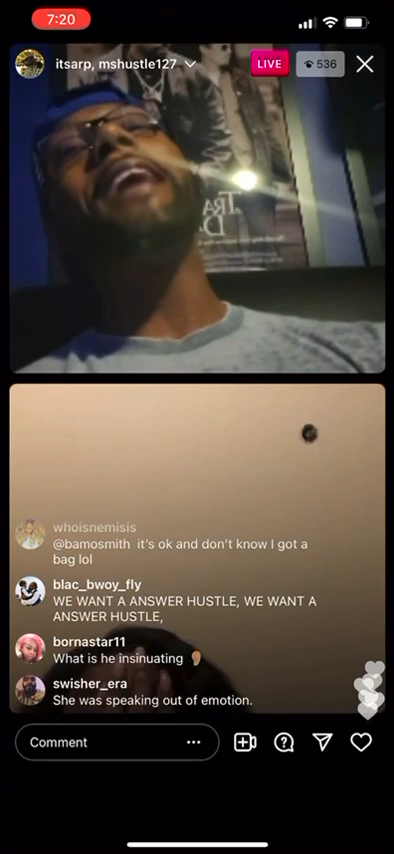 7:20
itsarp, mshustle127
LIVE
536
TRA
D
whoisnemisis
@bamosmith it's ok and don't know I got a
bag lol
blac_bwoy_fly
WE WANT A ANSWER HUSTLE, WE WANT A
ANSWER HUSTLE,
bornastar11
What is he insinuating 👂🏽
swisher_era
She was speaking out of emotion.
Comment